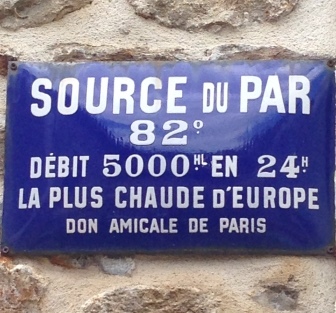 SOURCE DU PAR
82°
DÉBIT 5000HL EN 24H
LA PLUS CHAUDE D'EUROPE
DON AMICALE DE PARIS